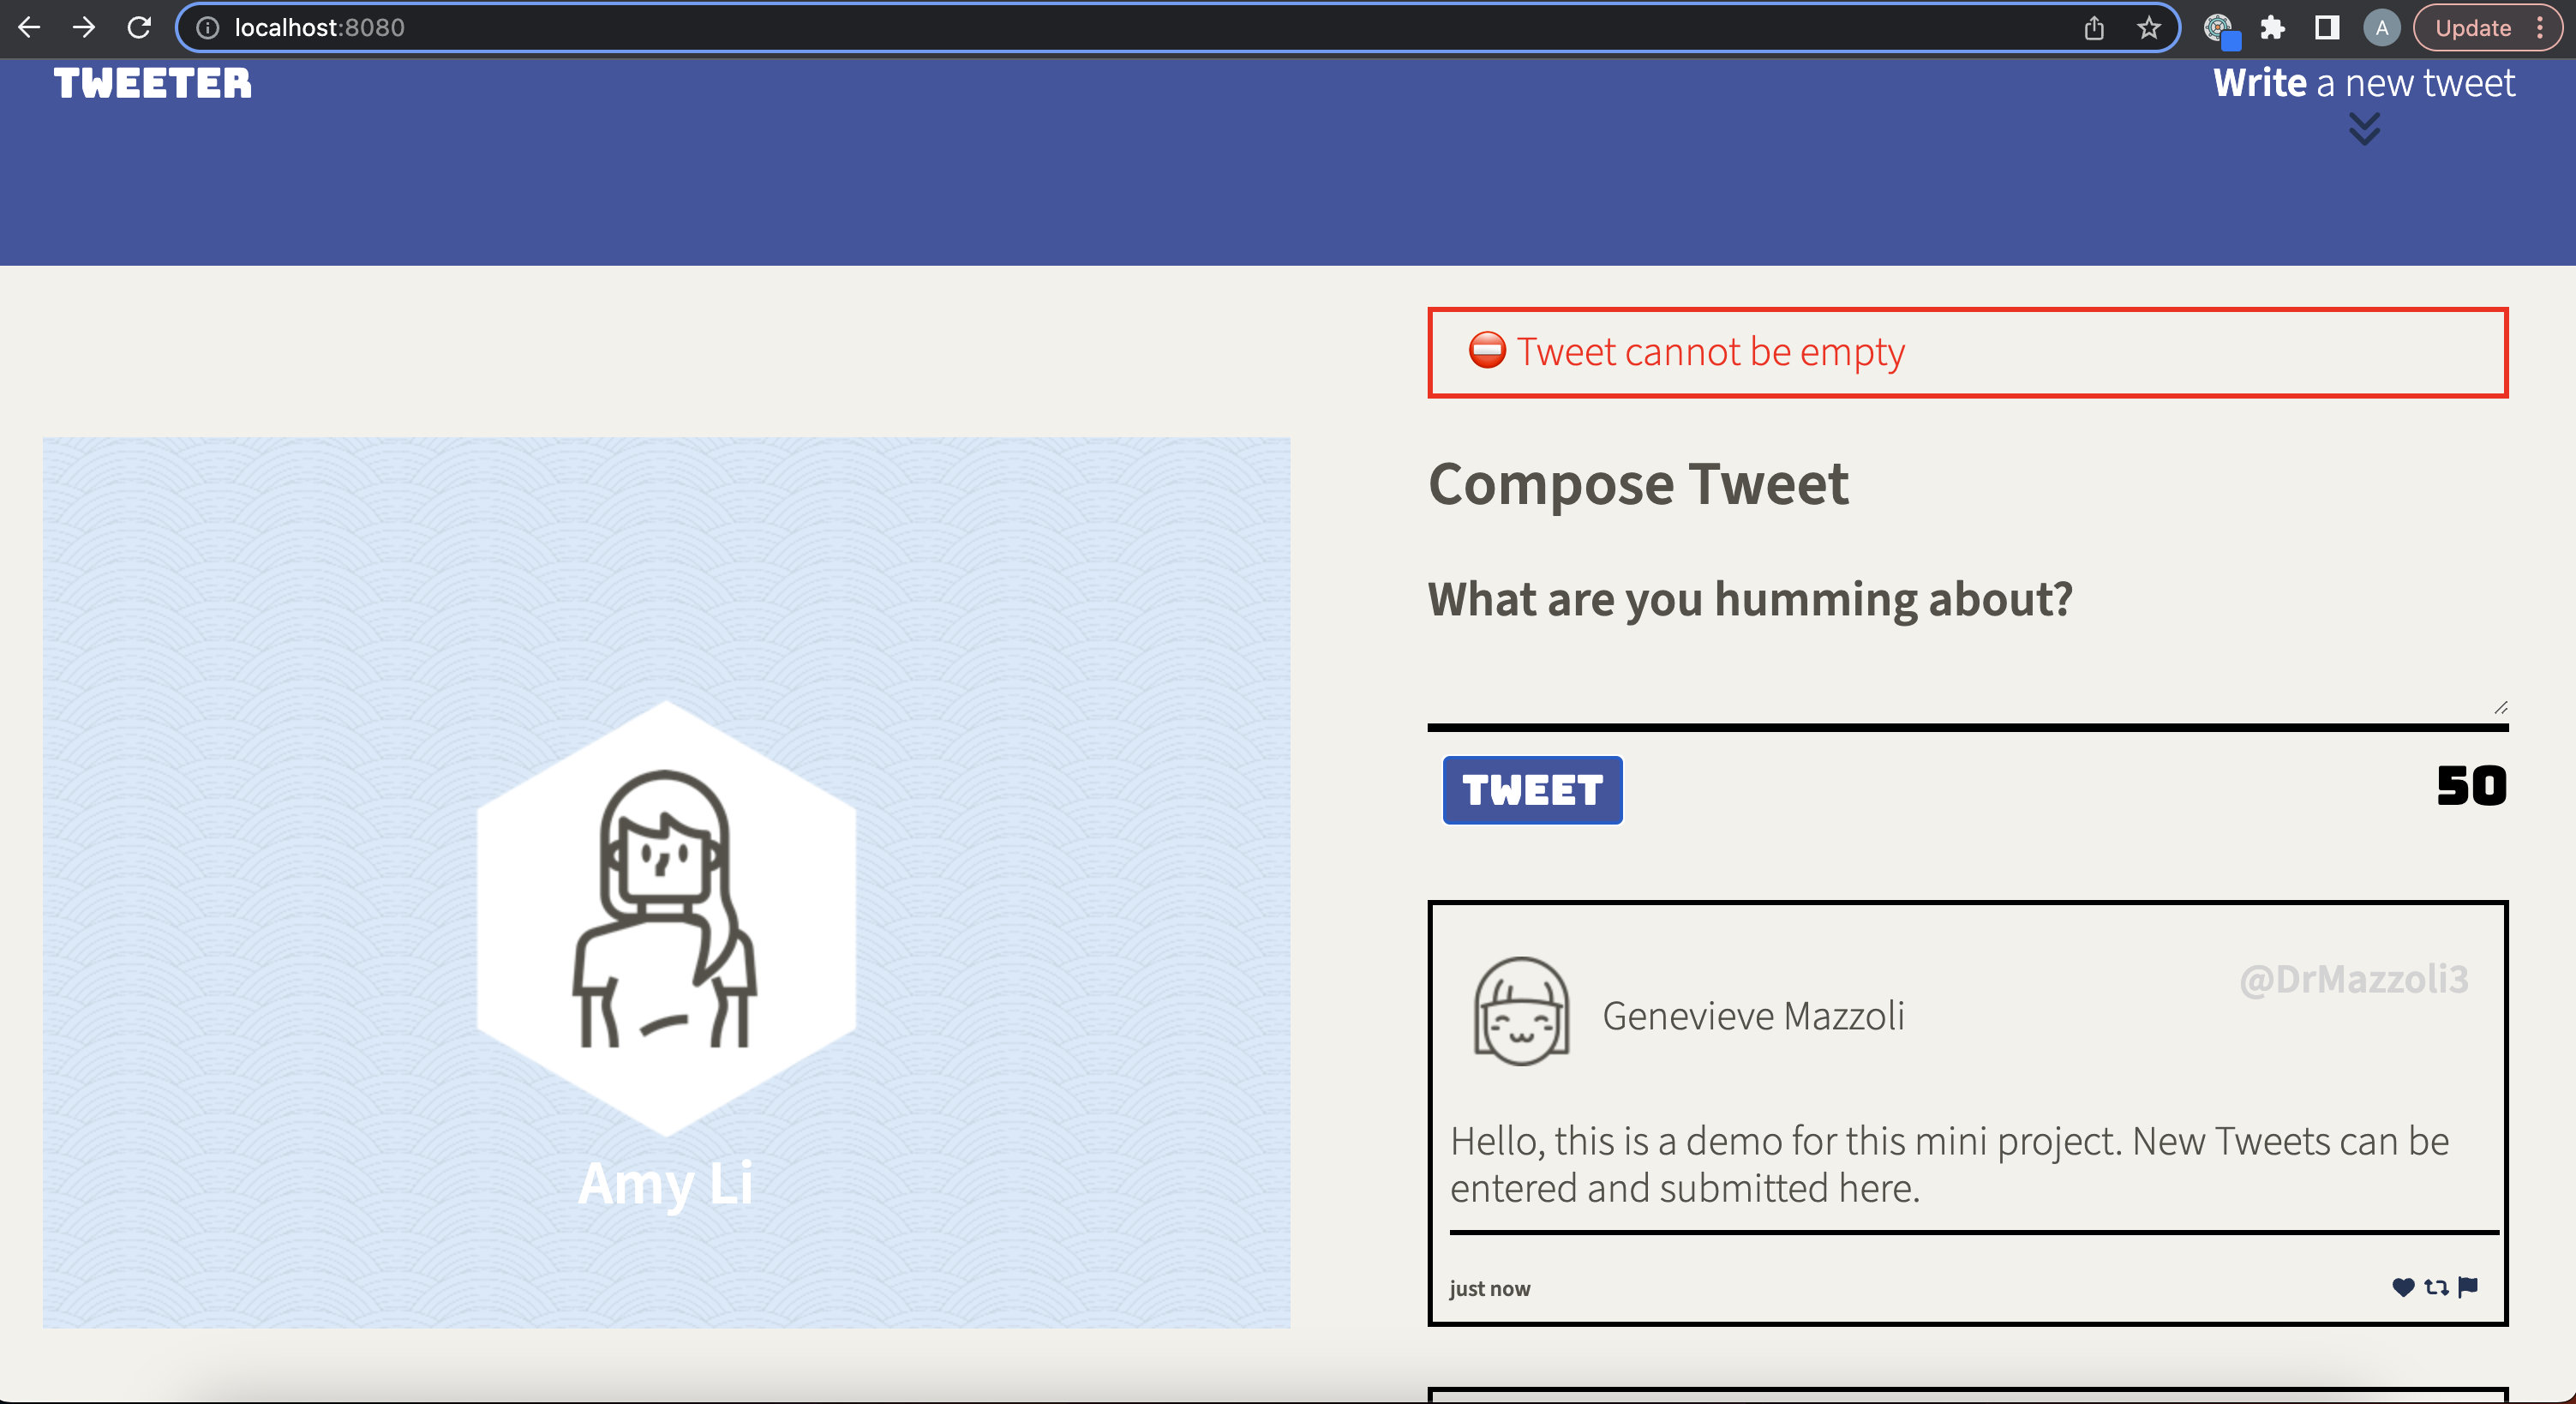 localhost:8080
A
Update
TWEETER
Write a new tweet
Tweet cannot be empty
Compose Tweet
What are you humming about?
TWEET
50
Amy Li
Genevieve Mazzoli
@DrMazzoli3
Hello, this is a demo for this mini project. New Tweets can be
entered and submitted here.
just now